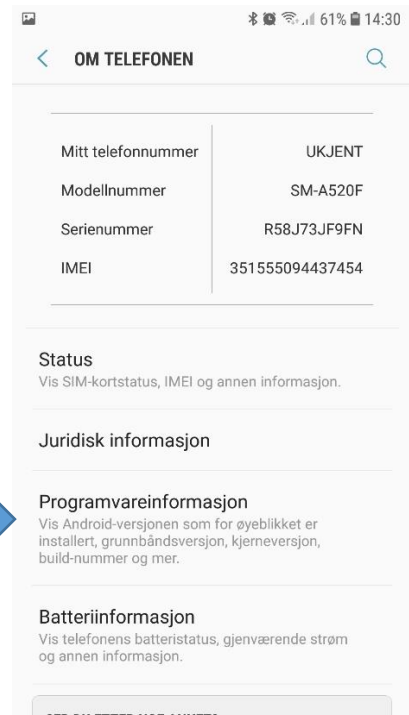 61% 14:30
OM TELEFONEN
Mitt telefonnummer UKJENT
Modellnummer SM-A520F
Serienummer R58J73JF9FN
IMEI 351555094437454
Status
Vis SIM-kortstatus, IMEI og annen informasjon.
Juridisk informasjon
Programvareinformasjon
Vis Android-versjonen som for øyeblikket er
installert, grunnbåndsversjon, kjerneversjon,
build-nummer og mer.
Batteriinformasjon
Vis telefonens batteristatus, gjenværende strøm
og annen informasjon.